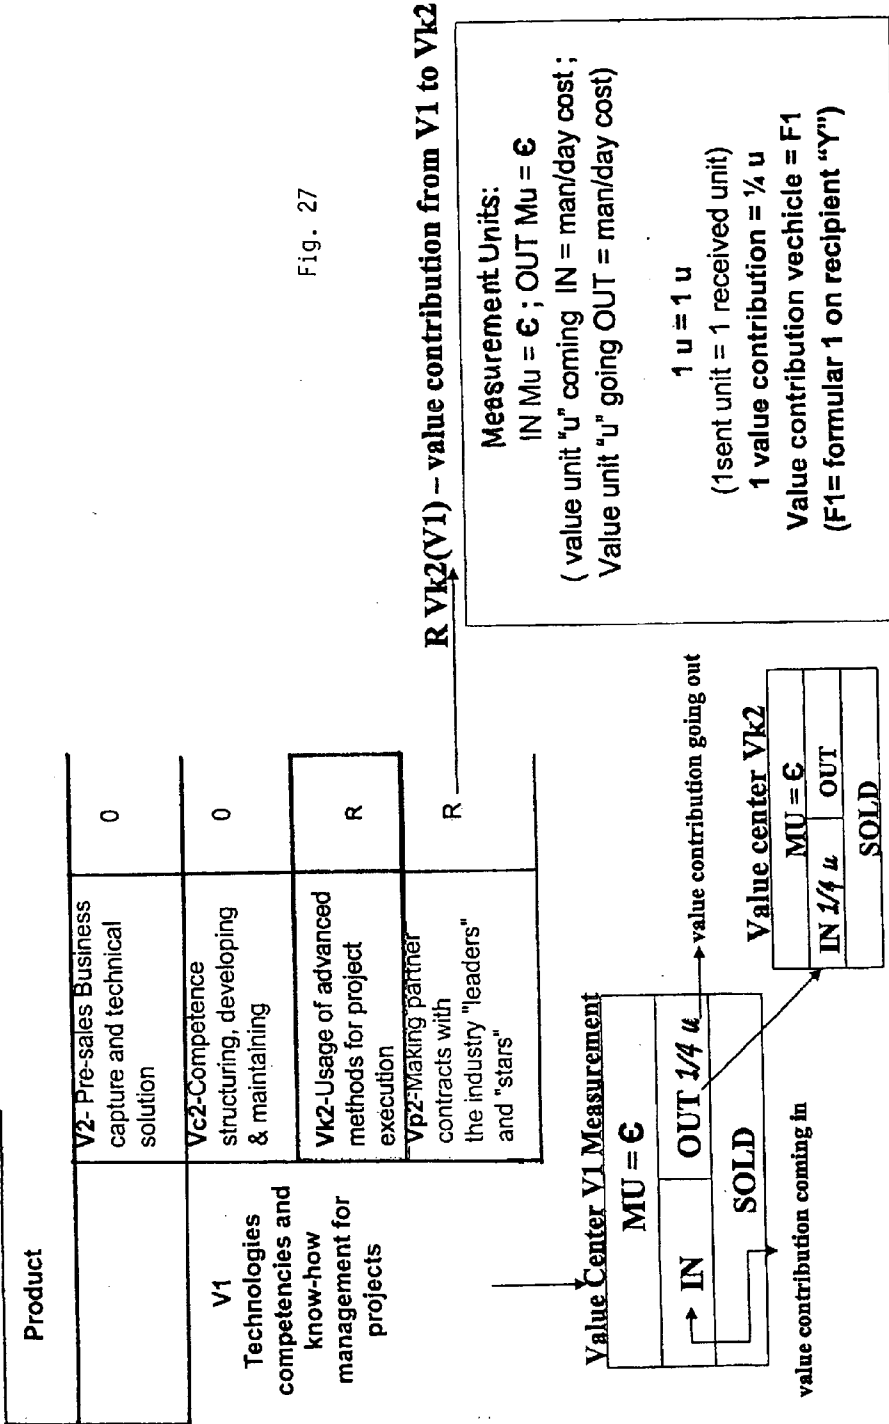 Product
V2- Pre-sales Business
capture and technical
solution
0
Vc2-Competence
structuring, developing
& maintaining
0
V1
Technologies
competencies and
know-how
management for
projects
Vk2-Usage of advanced
methods for project
execution
R
Vp2-Making partner
contracts with
the industry "leaders"
and "stars"
R
Fig. 27
R Vk2(V1) – value contribution from V1 to Vk2
Measurement Units:
IN Mu = € ; OUT Mu = €
( value unit "u" coming IN = man/day cost ;
Value unit "u" going OUT = man/day cost)
1 u = 1 u
(1sent unit = 1 received unit)
1 value contribution = ¼ u
Value contribution vechicle = F1
(F1= formular 1 on recipient "Y")
Value Center V1 Measurement
MU = €
IN
OUT 1/4 u
SOLD
value contribution going out
value contribution coming in
Value center Vk2
MU = €
IN 1/4 u
OUT
SOLD